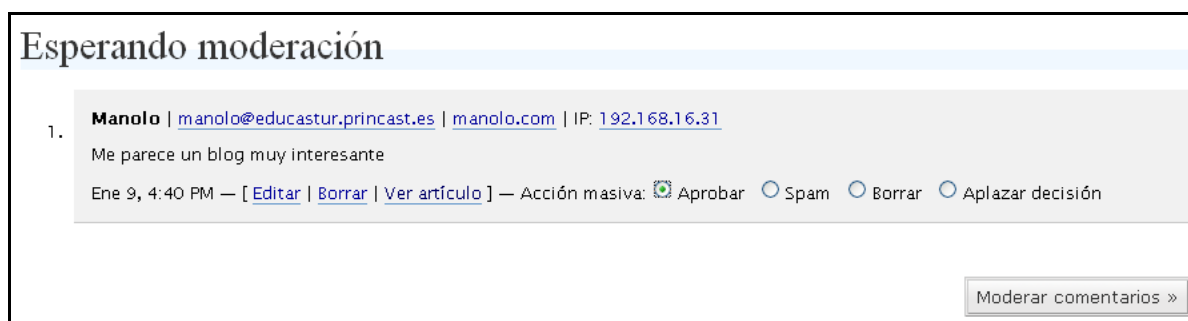 Esperando moderación
1. Manolo | manolo@educastur.princast.es | manolo.com | IP: 192.168.16.31
Me parece un blog muy interesante
Ene 9, 4:40 PM — [ Editar | Borrar | Ver artículo ] — Acción masiva: Aprobar Spam Borrar Aplazar decisión
Moderar comentarios »